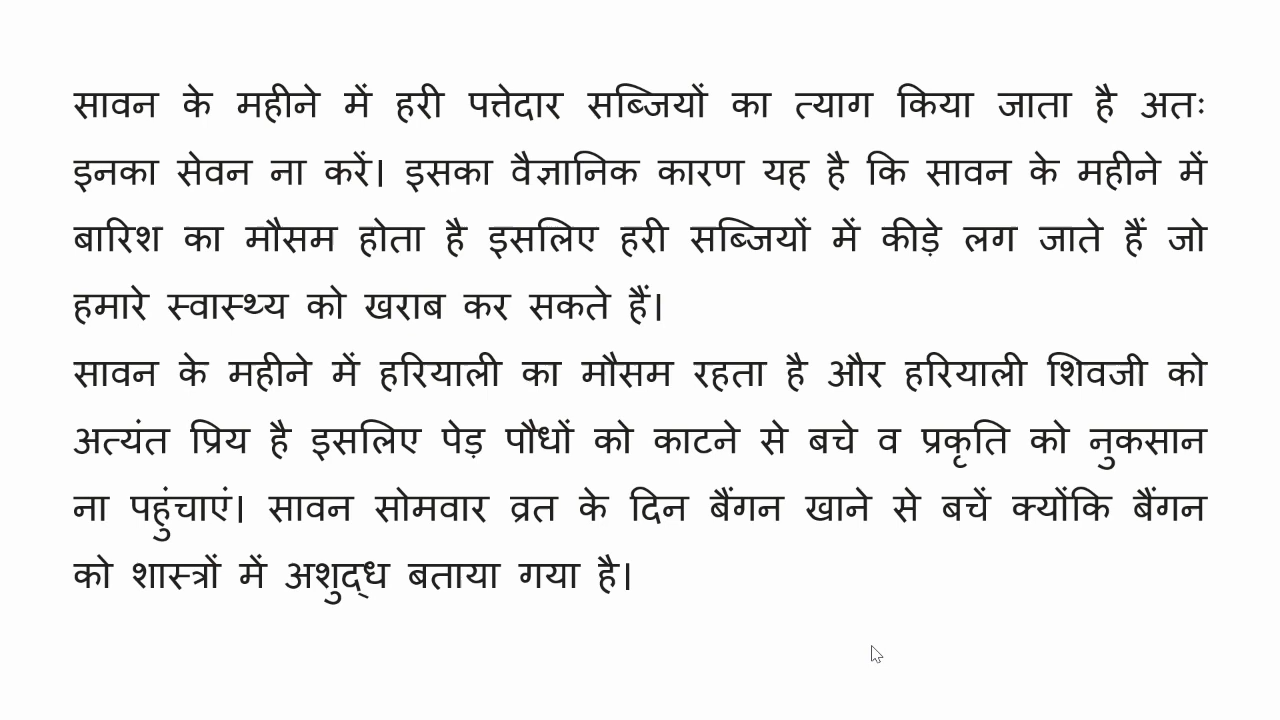 सावन के महीने में हरी पत्तेदार सब्जियों का त्याग किया जाता है अतः
इनका सेवन ना करें। इसका वैज्ञानिक कारण यह है कि सावन के महीने में
बारिश का मौसम होता है इसलिए हरी सब्जियों में कीड़े लग जाते हैं जो
हमारे स्वास्थ्य को खराब कर सकते हैं।
सावन के महीने में हरियाली का मौसम रहता है और हरियाली शिवजी को
अत्यंत प्रिय है इसलिए पेड़ पौधों को काटने से बचे व प्रकृति को नुकसान
ना पहुंचाएं। सावन सोमवार व्रत के दिन बैंगन खाने से बचें क्योंकि बैंगन
को शास्त्रों में अशुद्ध बताया गया है।